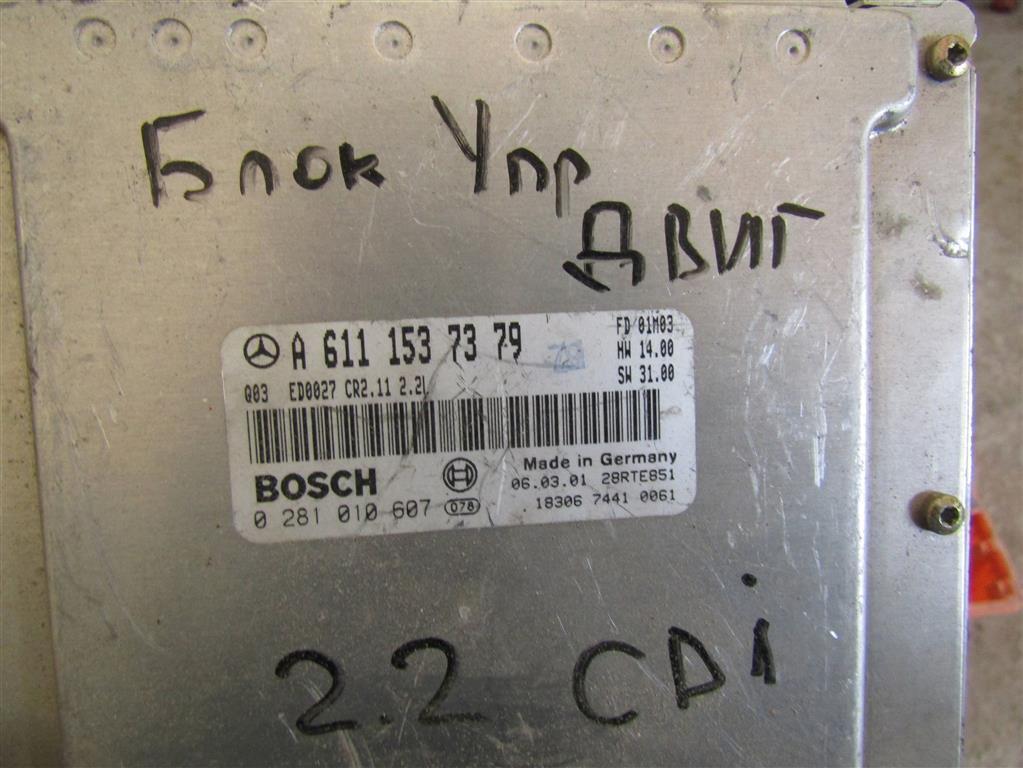 Блок Упр
ДВИГ
A 611 153 73 79
FD 01M03
HW 14.00
SW 31.00
Q03 ED0027 CR2.11 2.2l
BOSCH
Made in Germany
06.03.01 28RTE851
0 281 010 607 078
18306 7441 0061
2.2 CDi